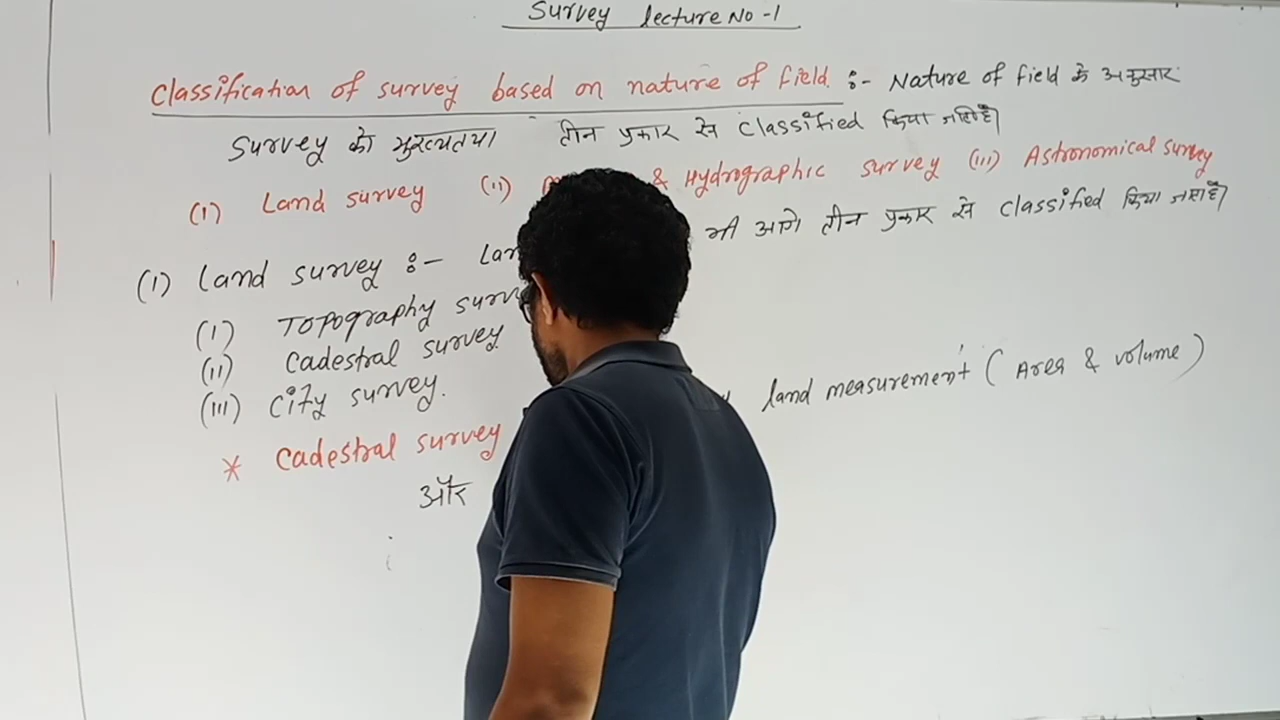 Survey lecture No -1
Classification of survey based on nature of field :- Nature of field के अनुसार
Survey को मुख्यतया तीन प्रकार से classified किया जाता है।
(I) Land survey (II) & Hydrographic survey (III) Astronomical survey
(I) Land survey :- भी आगे तीन प्रकार से classified किया जाता है।
(I) Topography
(II) Cadestral survey
(III) City survey.
* Cadestral survey land measurement (Area & volume)
और